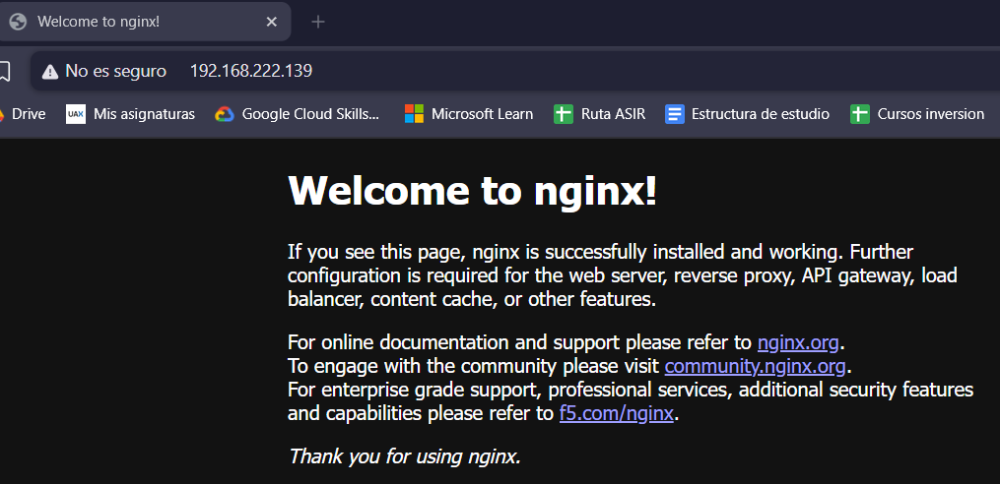 Welcome to nginx!
No es seguro 192.168.222.139
Drive UAX Mis asignaturas Google Cloud Skills... Microsoft Learn Ruta ASIR Estructura de estudio Cursos inversion
Welcome to nginx!
If you see this page, nginx is successfully installed and working. Further
configuration is required for the web server, reverse proxy, API gateway, load
balancer, content cache, or other features.
For online documentation and support please refer to nginx.org.
To engage with the community please visit community.nginx.org.
For enterprise grade support, professional services, additional security features
and capabilities please refer to f5.com/nginx.
Thank you for using nginx.